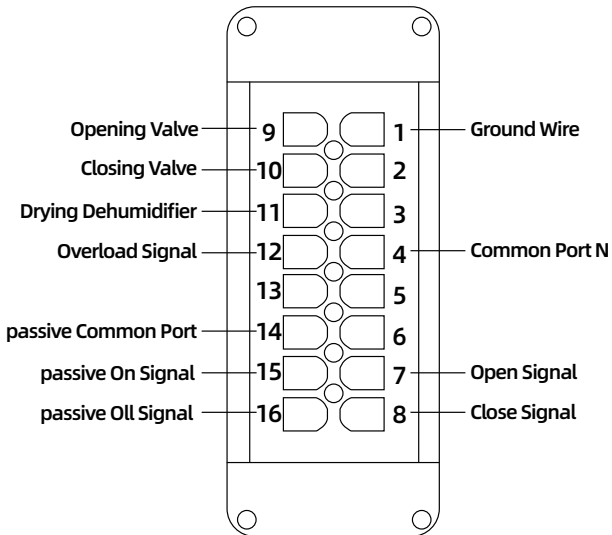 Opening Valve 9 1 Ground Wire
Closing Valve 10 2
Drying Dehumidifier 11 3
Overload Signal 12 4 Common Port N
13 5
passive Common Port 14 6
passive On Signal 15 7 Open Signal
passive Oll Signal 16 8 Close Signal